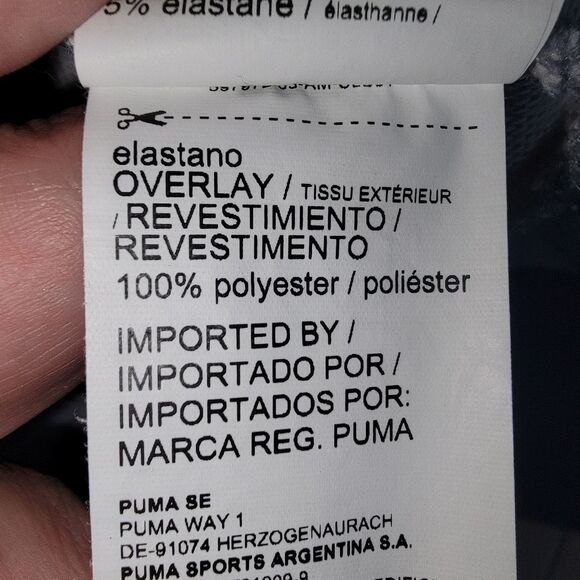 5% elastane / élasthanne /
elastano
OVERLAY / TISSU EXTÉRIEUR
/ REVESTIMIENTO /
REVESTIMENTO
100% polyester / poliéster
IMPORTED BY /
IMPORTADO POR /
IMPORTADOS POR:
MARCA REG. PUMA
PUMA SE
PUMA WAY 1
DE-91074 HERZOGENAURACH
PUMA SPORTS ARGENTINA S.A.